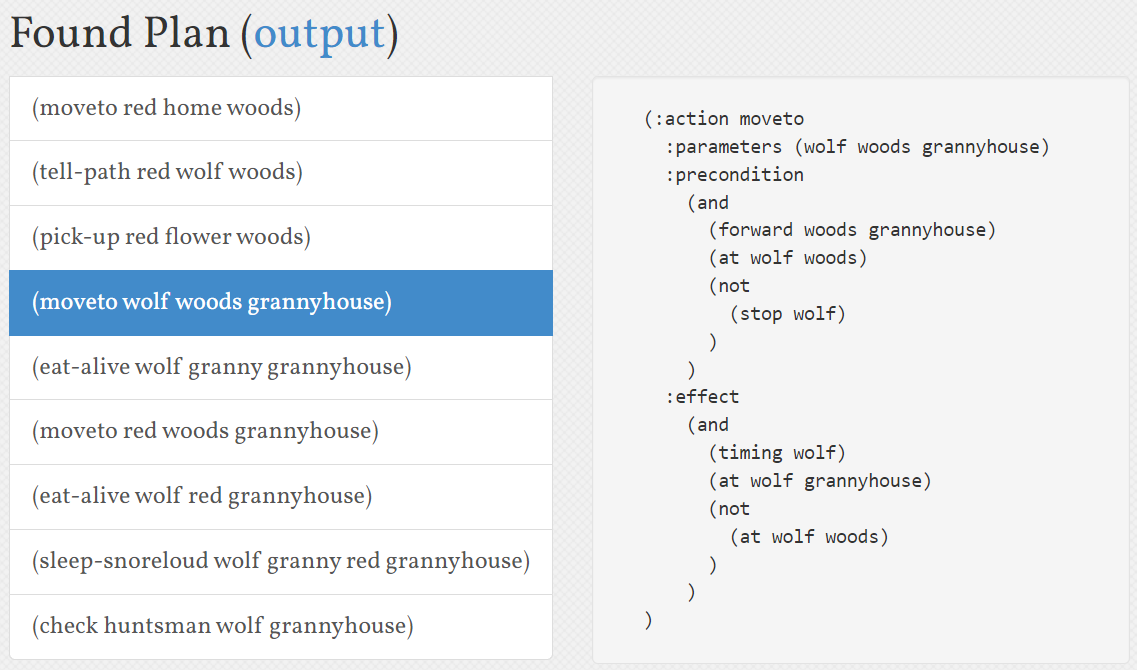 Found Plan (output)
(moveto red home woods)
(tell-path red wolf woods)
(pick-up red flower woods)
(moveto wolf woods grannyhouse)
(eat-alive wolf granny grannyhouse)
(moveto red woods grannyhouse)
(eat-alive wolf red grannyhouse)
(sleep-snoreloud wolf granny red grannyhouse)
(check huntsman wolf grannyhouse)
(:action moveto
  :parameters (wolf woods grannyhouse)
  :precondition
    (and
      (forward woods grannyhouse)
      (at wolf woods)
      (not
        (stop wolf)
      )
    )
  :effect
    (and
      (timing wolf)
      (at wolf grannyhouse)
      (not
        (at wolf woods)
      )
    )
)